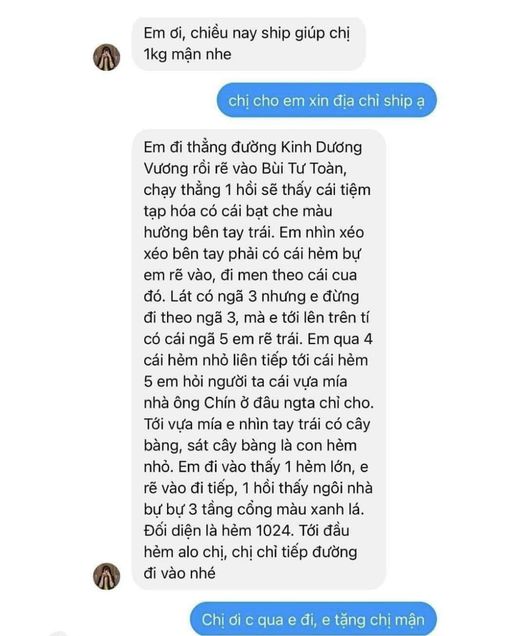 Em ơi, chiều nay ship giúp chị
1kg mận nhe
chị cho em xin địa chỉ ship ạ
Em đi thẳng đường Kinh Dương
Vương rồi rẽ vào Bùi Tư Toàn,
chạy thẳng 1 hồi sẽ thấy cái tiệm
tạp hóa có cái bạt che màu
hường bên tay trái. Em nhìn xéo
xéo bên tay phải có cái hẻm bự
em rẽ vào, đi men theo cái cua
đó. Lát có ngã 3 nhưng e đừng
đi theo ngã 3, mà e tới lên trên tí
có cái ngã 5 em rẽ trái. Em qua 4
cái hẻm nhỏ liên tiếp tới cái hẻm
5 em hỏi người ta cái vựa mía
nhà ông Chín ở đâu ngta chỉ cho.
Tới vựa mía e nhìn tay trái có cây
bàng, sát cây bàng là con hẻm
nhỏ. Em đi vào thấy 1 hẻm lớn, e
rẽ vào đi tiếp, 1 hồi thấy ngôi nhà
bự bự 3 tầng cổng màu xanh lá.
Đối diện là hẻm 1024. Tới đầu
hẻm alo chị, chị chỉ tiếp đường
đi vào nhé
Chị ơi c qua e đi, e tặng chị mận